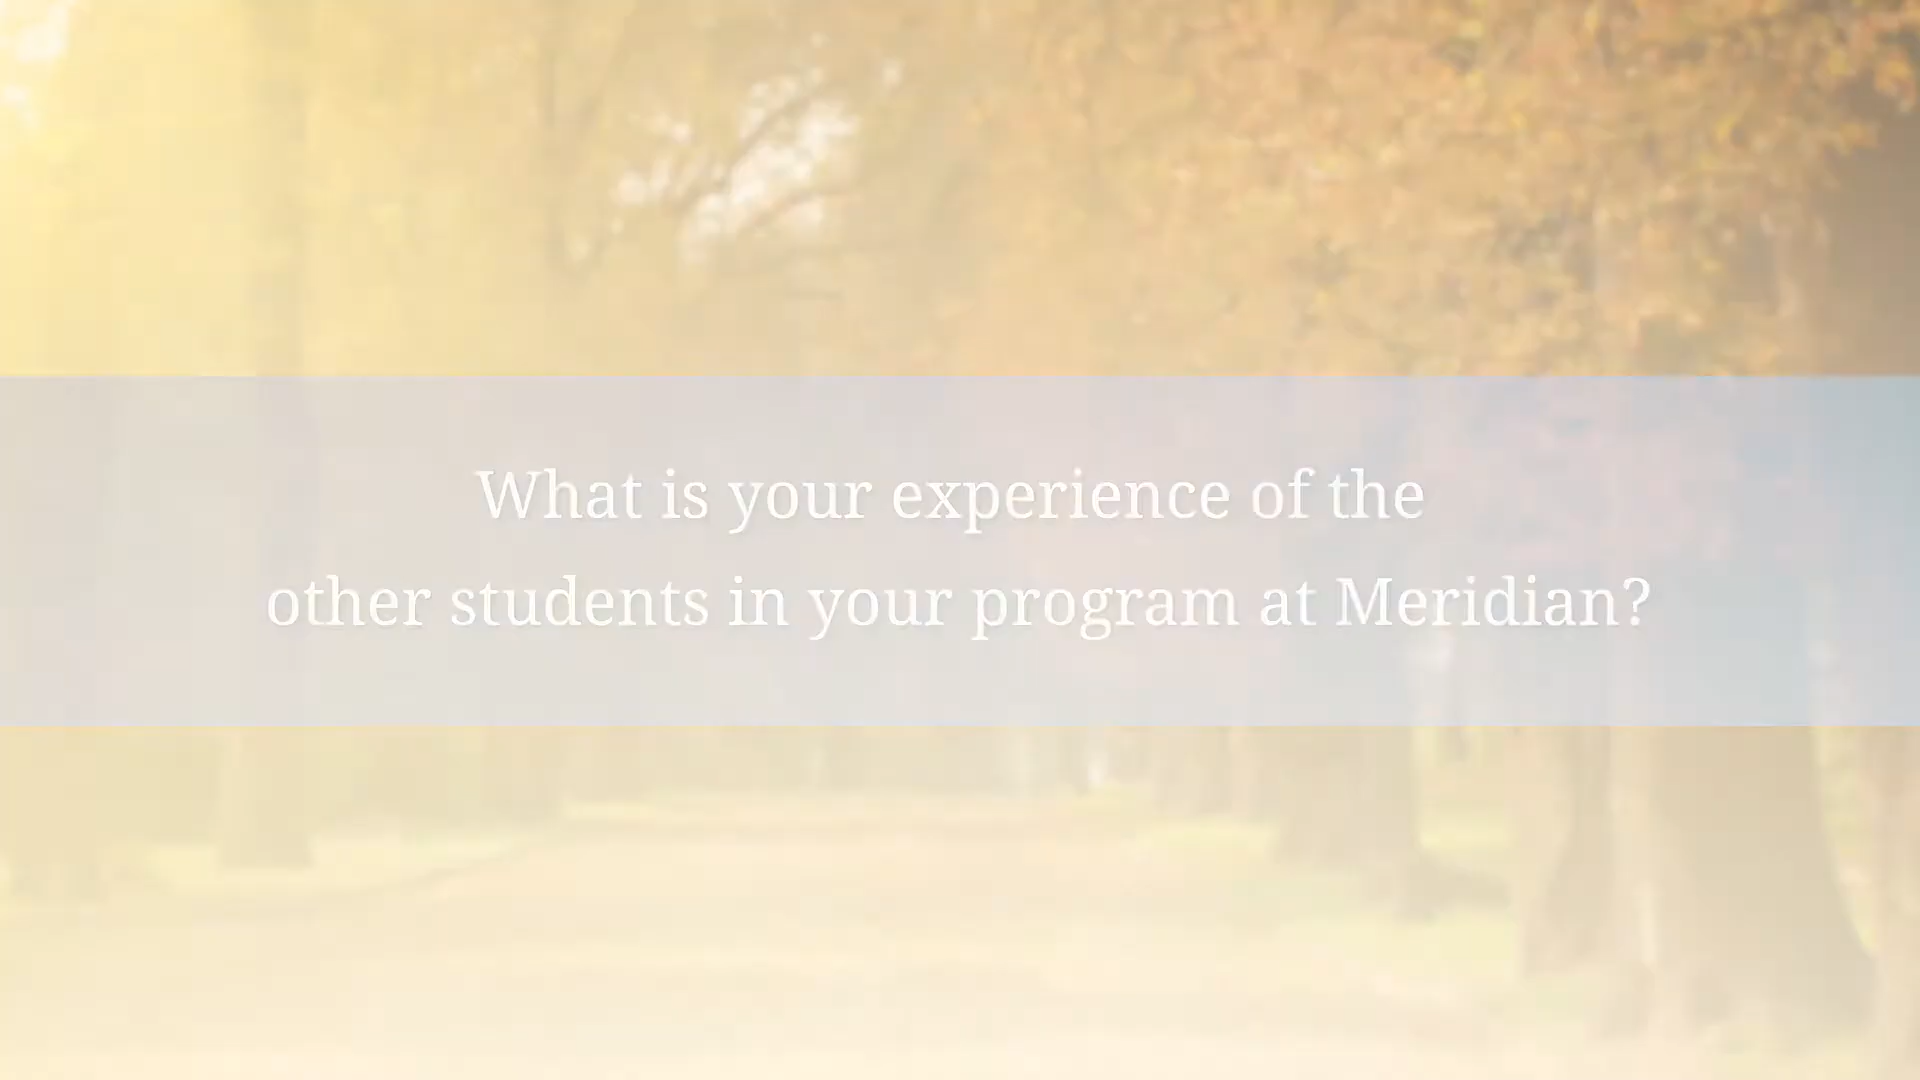 What is your experience of the
other students in your program at Meridian?